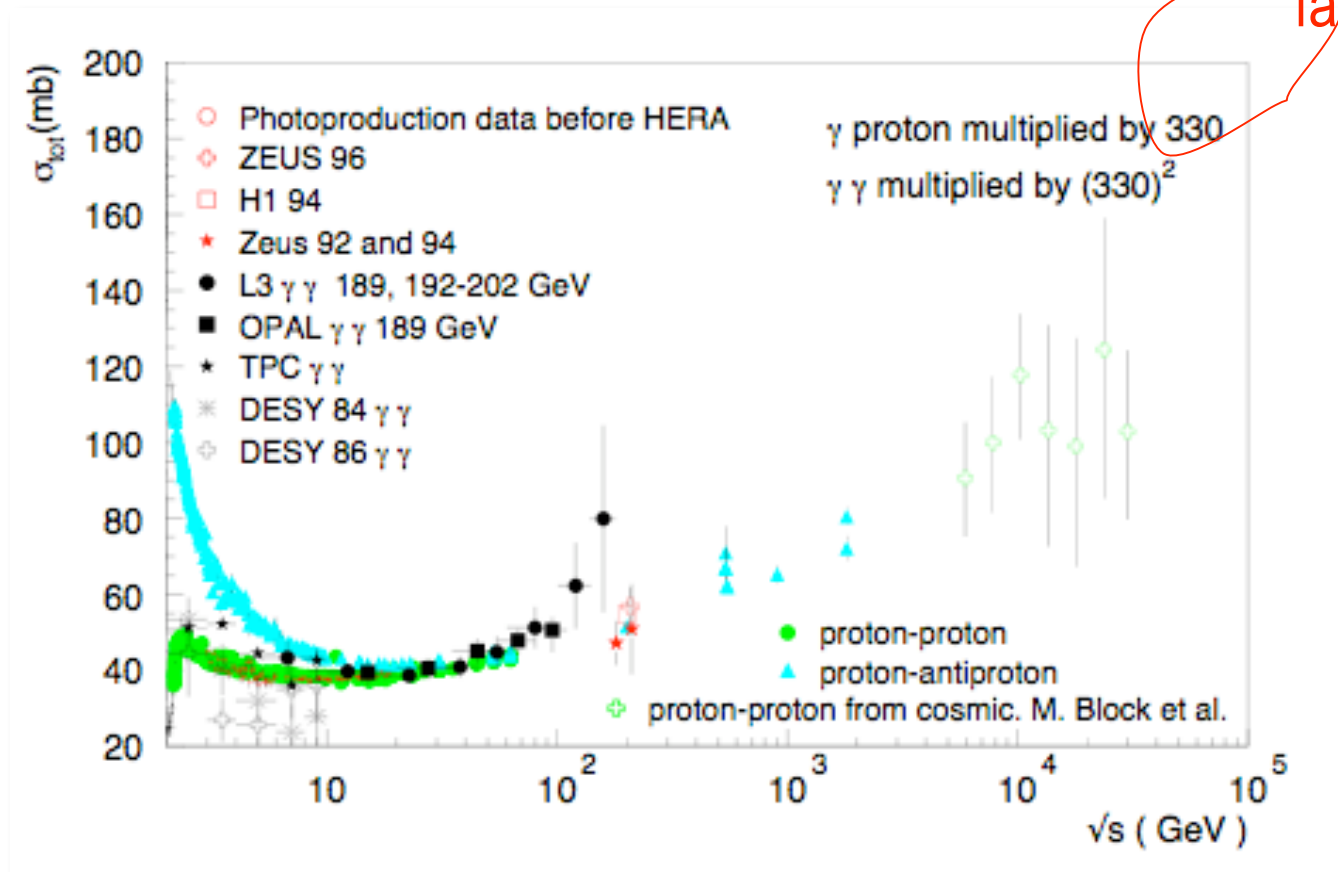 la
200
σtot(mb)
180
160
140
120
100
80
60
40
20
Photoproduction data before HERA
ZEUS 96
H1 94
Zeus 92 and 94
L3 γ γ 189, 192-202 GeV
OPAL γ γ 189 GeV
TPC γ γ
DESY 84 γ γ
DESY 86 γ γ
γ proton multiplied by 330
γ γ multiplied by (330)²
proton-proton
proton-antiproton
proton-proton from cosmic. M. Block et al.
10 10² 10³ 10⁴ 10⁵
√s ( GeV )